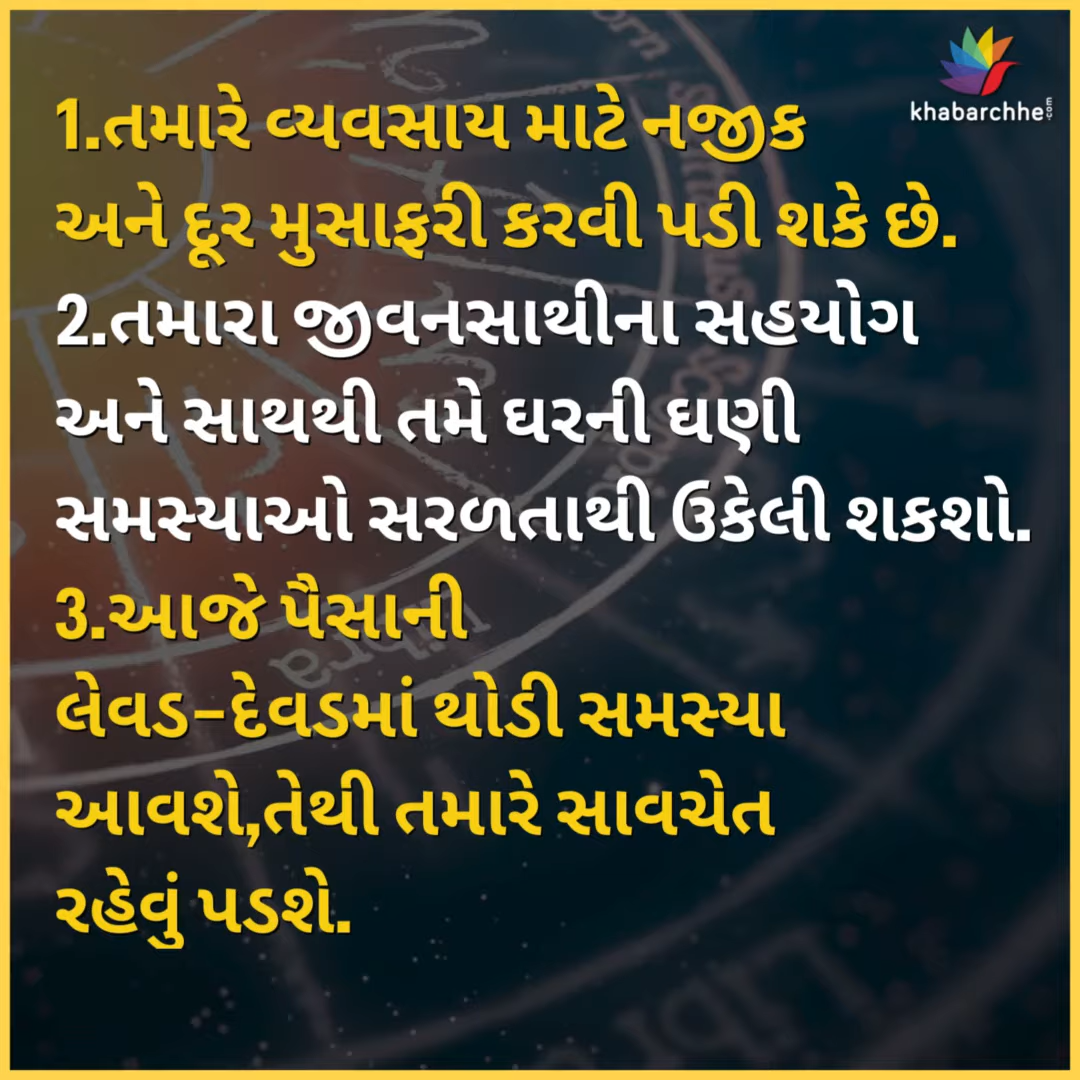 khabarchhe.com
1.તમારે વ્યવસાય માટે નજીક
અને દૂર મુસાફરી કરવી પડી શકે છે.
2.તમારા જીવનસાથીના સહયોગ
અને સાથથી તમે ઘરની ઘણી
સમસ્યાઓ સરળતાથી ઉકેલી શકશો.
3.આજે પૈસાની
લેવડ-દેવડમાં થોડી સમસ્યા
આવશે,તેથી તમારે સાવચેત
રહેવું પડશે.
Libra